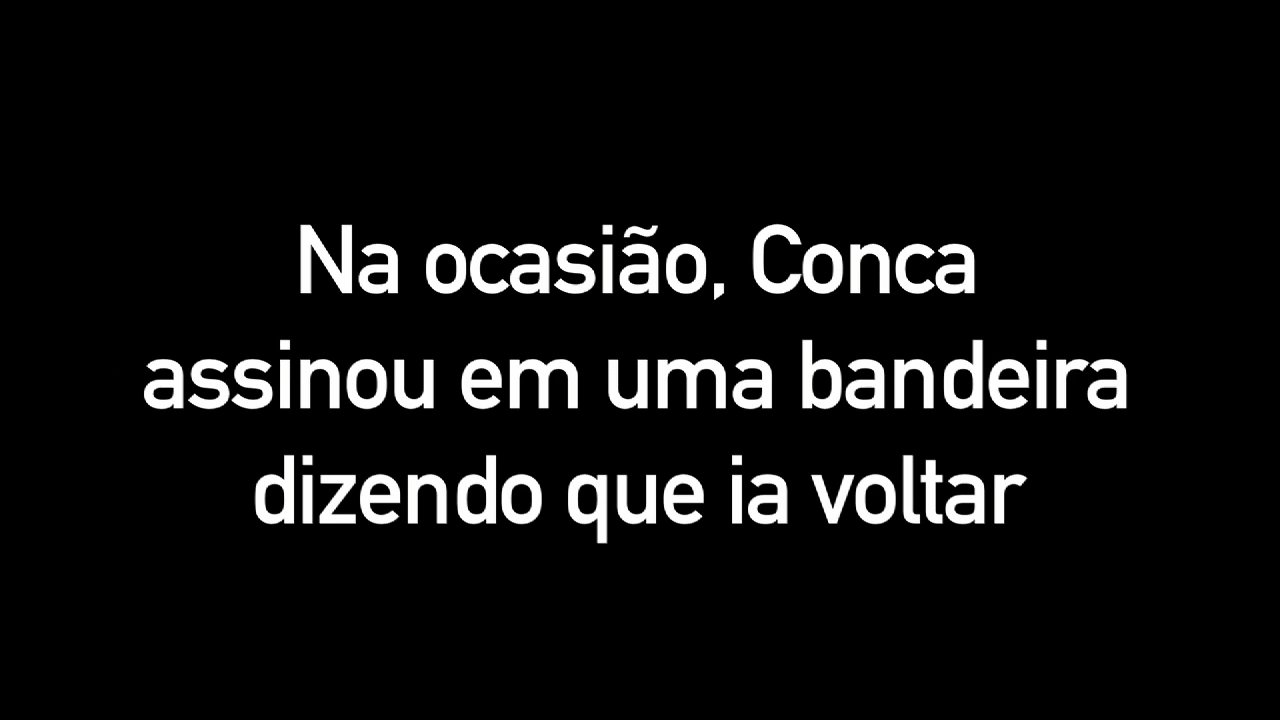 Na ocasião, Conca
assinou em uma bandeira
dizendo que ia voltar